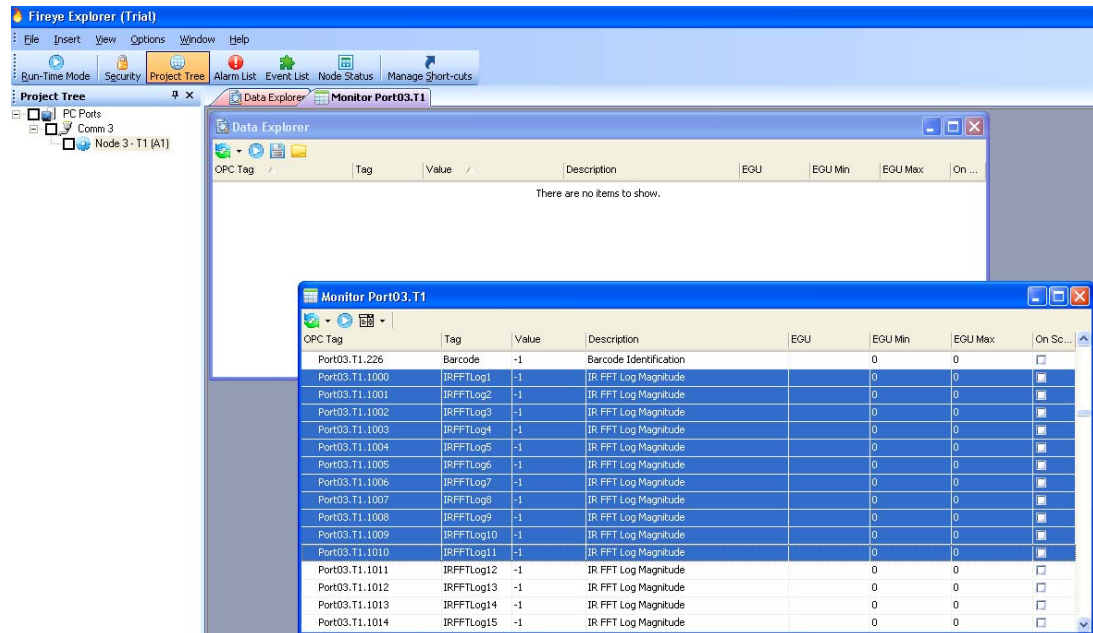 Fireye Explorer (Trial)
File Insert View Options Window Help
Run-Time Mode Security Project Tree Alarm List Event List Node Status Manage Short-cuts
Project Tree
Data Explorer Monitor Port03.T1
PC Ports
Comm 3
Node 3 - T1 (A1)
Data Explorer
OPC Tag Tag Value Description EGU EGU Min EGU Max On ...
There are no items to show.
Monitor Port03.T1
OPC Tag Tag Value Description EGU EGU Min EGU Max On Sc...
Port03.T1.226 Barcode -1 Barcode Identification 0 0
Port03.T1.1000 IRFFTLog1 -1 IR FFT Log Magnitude 0 0
Port03.T1.1001 IRFFTLog2 -1 IR FFT Log Magnitude 0 0
Port03.T1.1002 IRFFTLog3 -1 IR FFT Log Magnitude 0 0
Port03.T1.1003 IRFFTLog4 -1 IR FFT Log Magnitude 0 0
Port03.T1.1004 IRFFTLog5 -1 IR FFT Log Magnitude 0 0
Port03.T1.1005 IRFFTLog6 -1 IR FFT Log Magnitude 0 0
Port03.T1.1006 IRFFTLog7 -1 IR FFT Log Magnitude 0 0
Port03.T1.1007 IRFFTLog8 -1 IR FFT Log Magnitude 0 0
Port03.T1.1008 IRFFTLog9 -1 IR FFT Log Magnitude 0 0
Port03.T1.1009 IRFFTLog10 -1 IR FFT Log Magnitude 0 0
Port03.T1.1010 IRFFTLog11 -1 IR FFT Log Magnitude 0 0
Port03.T1.1011 IRFFTLog12 -1 IR FFT Log Magnitude 0 0
Port03.T1.1012 IRFFTLog13 -1 IR FFT Log Magnitude 0 0
Port03.T1.1013 IRFFTLog14 -1 IR FFT Log Magnitude 0 0
Port03.T1.1014 IRFFTLog15 -1 IR FFT Log Magnitude 0 0